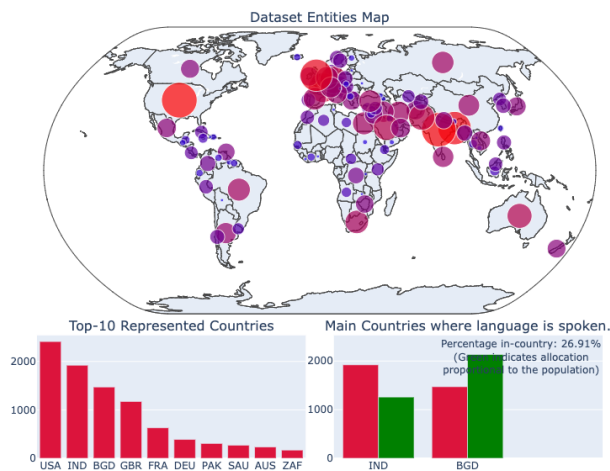 Dataset Entities Map
Top-10 Represented Countries
2000
1000
0
USA IND BGD GBR FRA DEU PAK SAU AUS ZAF
Main Countries where language is spoken.
Percentage in-country: 26.91%
(Green indicates allocation
proportional to the population)
2000
1000
0
IND BGD